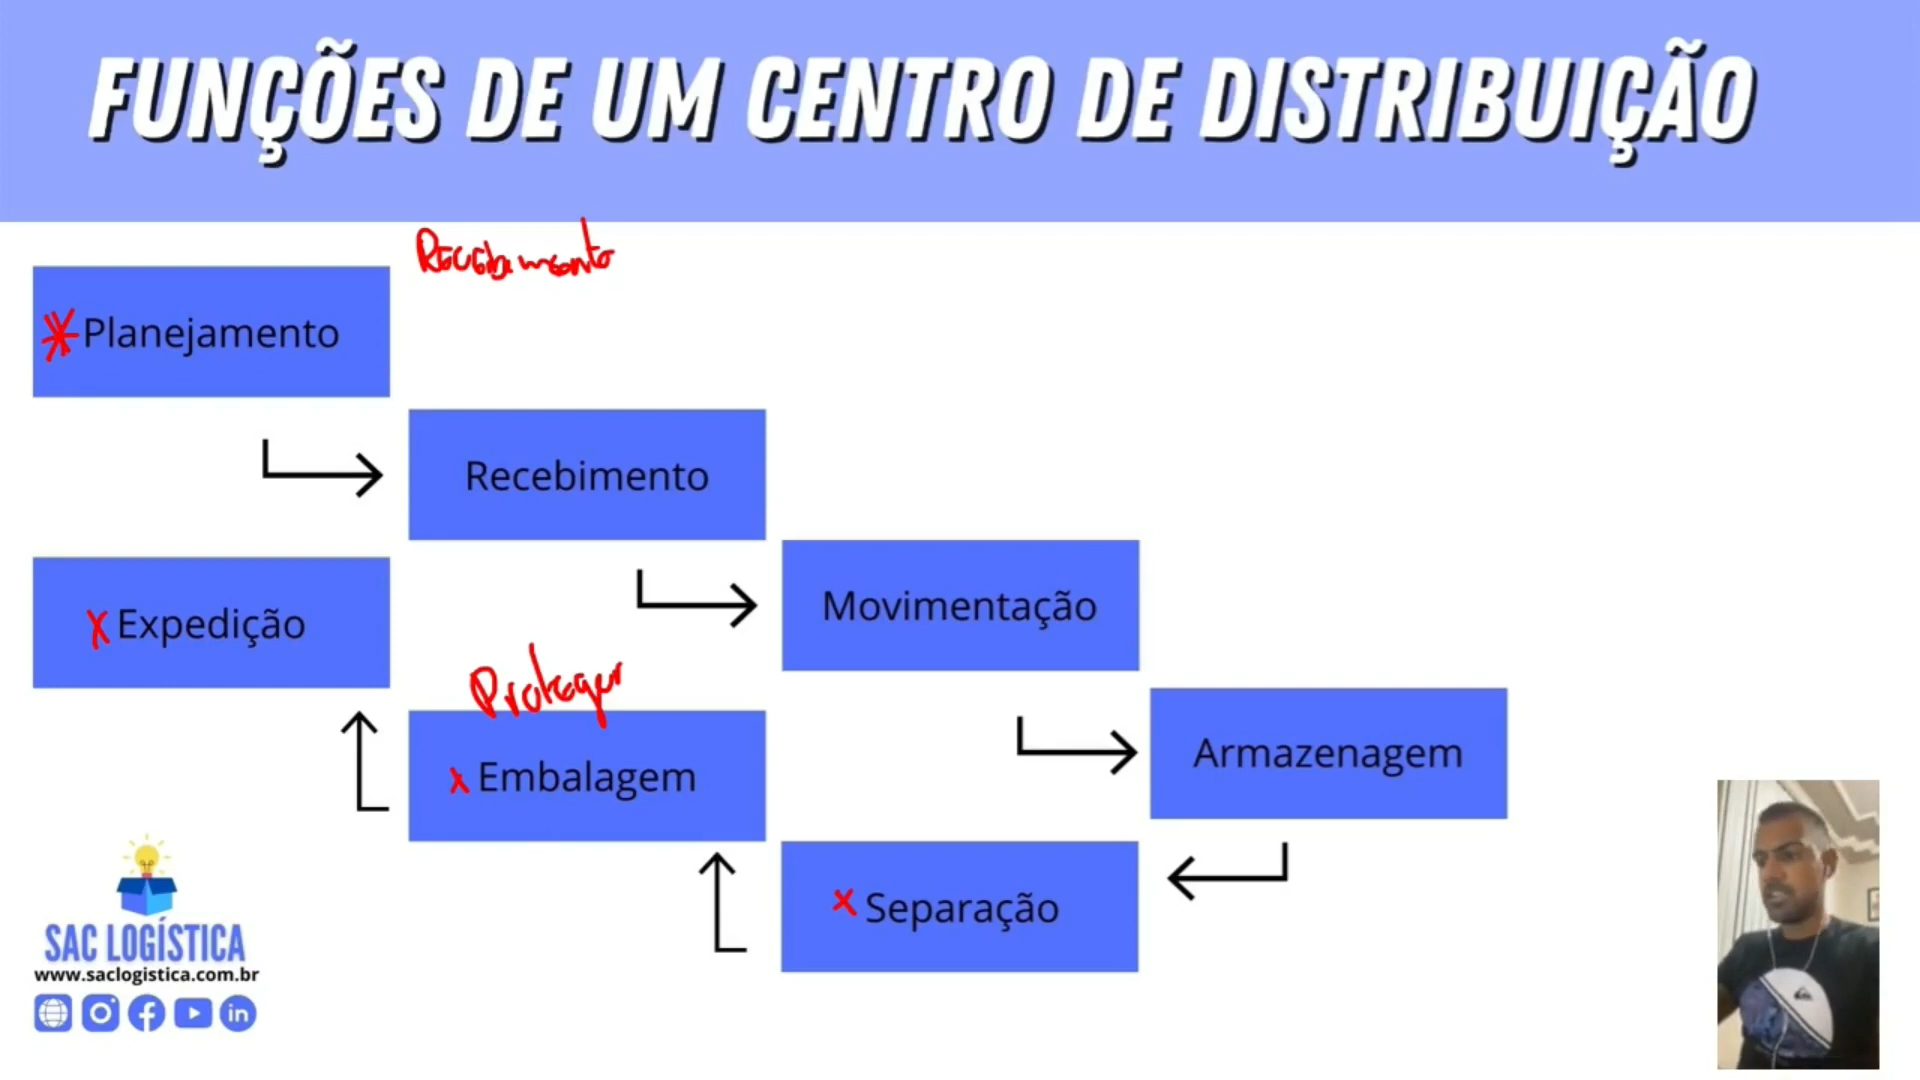 FUNÇÕES DE UM CENTRO DE DISTRIBUIÇÃO
Recebimento
Planejamento
Recebimento
Movimentação
Armazenagem
Separação
Proteger
Embalagem
Expedição
SAC LOGÍSTICA
www.saclogistica.com.br
in